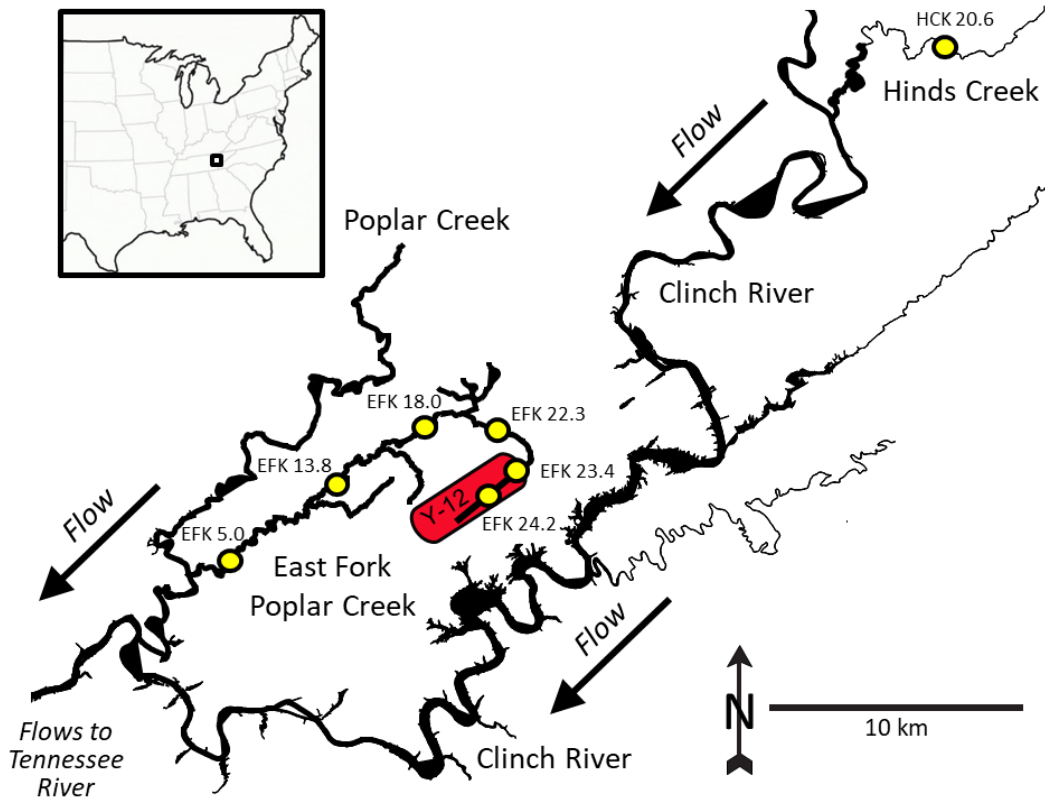 HCK 20.6
Hinds Creek
Flow
Poplar Creek
Clinch River
EFK 18.0
EFK 22.3
EFK 13.8
EFK 23.4
Y-12
EFK 24.2
Flow
EFK 5.0
East Fork
Poplar Creek
Flow
N
10 km
Flows to
Tennessee
River
Clinch River